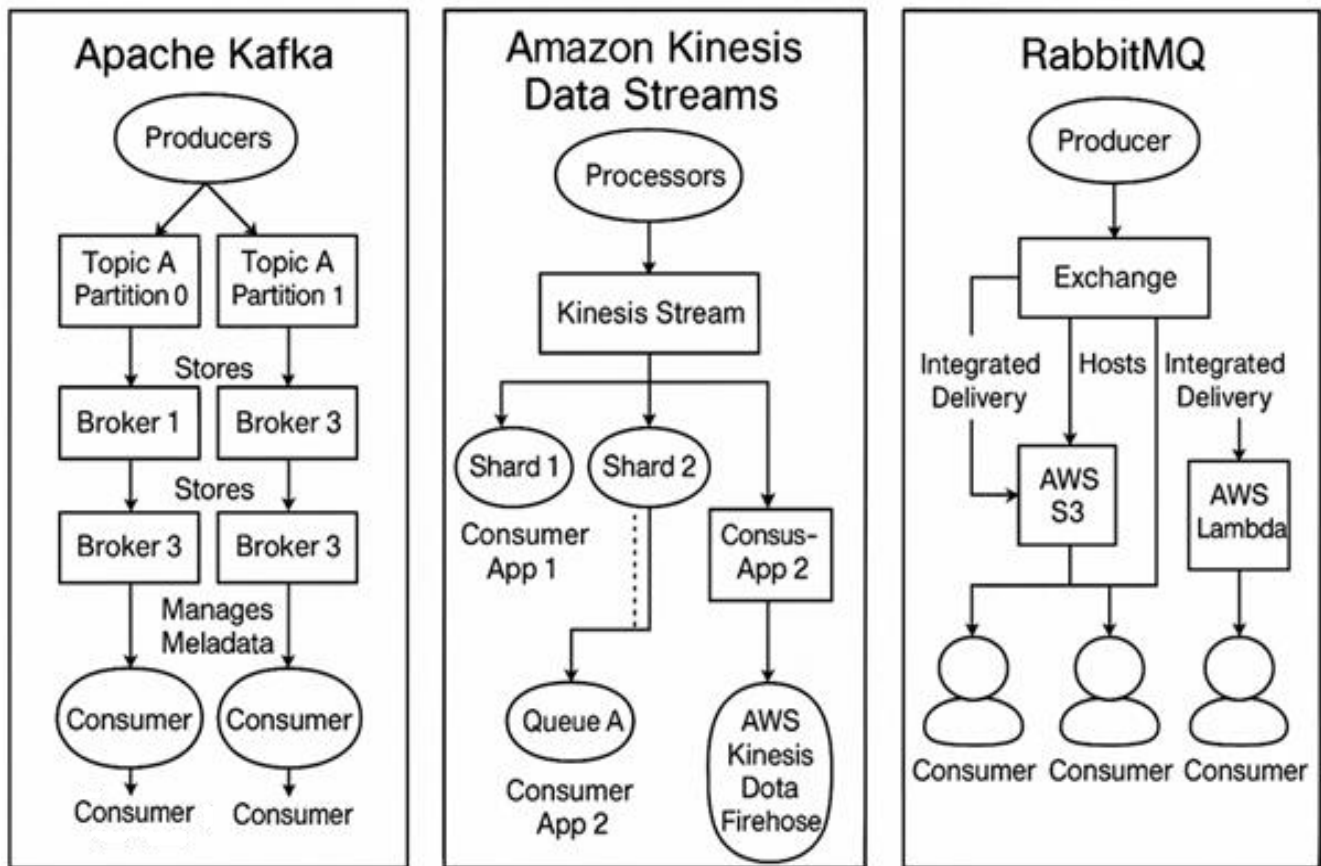 Apache Kafka
Producers
Topic A
Partition 0
Topic A
Partition 1
Stores
Broker 1
Broker 3
Stores
Broker 3
Broker 3
Manages
Meladata
Consumer
Consumer
Consumer
Consumer
Amazon Kinesis
Data Streams
Processors
Kinesis Stream
Shard 1
Shard 2
Consumer
App 1
Consus-
App 2
Queue A
Consumer
App 2
AWS
Kinesis
Dota
Firehose
RabbitMQ
Producer
Exchange
Integrated
Delivery
Hosts
Integrated
Delivery
AWS
S3
AWS
Lambda
Consumer
Consumer
Consumer